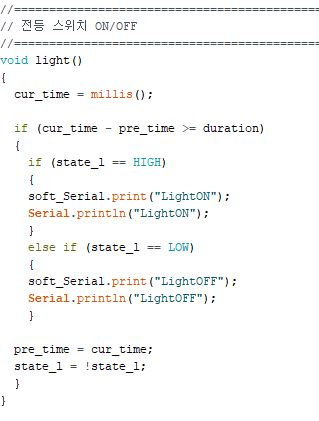 //============================================
// 전등 스위치 ON/OFF
//============================================
void light()
{
  cur_time = millis();

  if (cur_time - pre_time >= duration)
  {
    if (state_l == HIGH)
    {
    soft_Serial.print("LightON");
    Serial.println("LightON");
    }
    else if (state_l == LOW)
    {
    soft_Serial.print("LightOFF");
    Serial.println("LightOFF");
    }

  pre_time = cur_time;
  state_l = !state_l;
  }
}